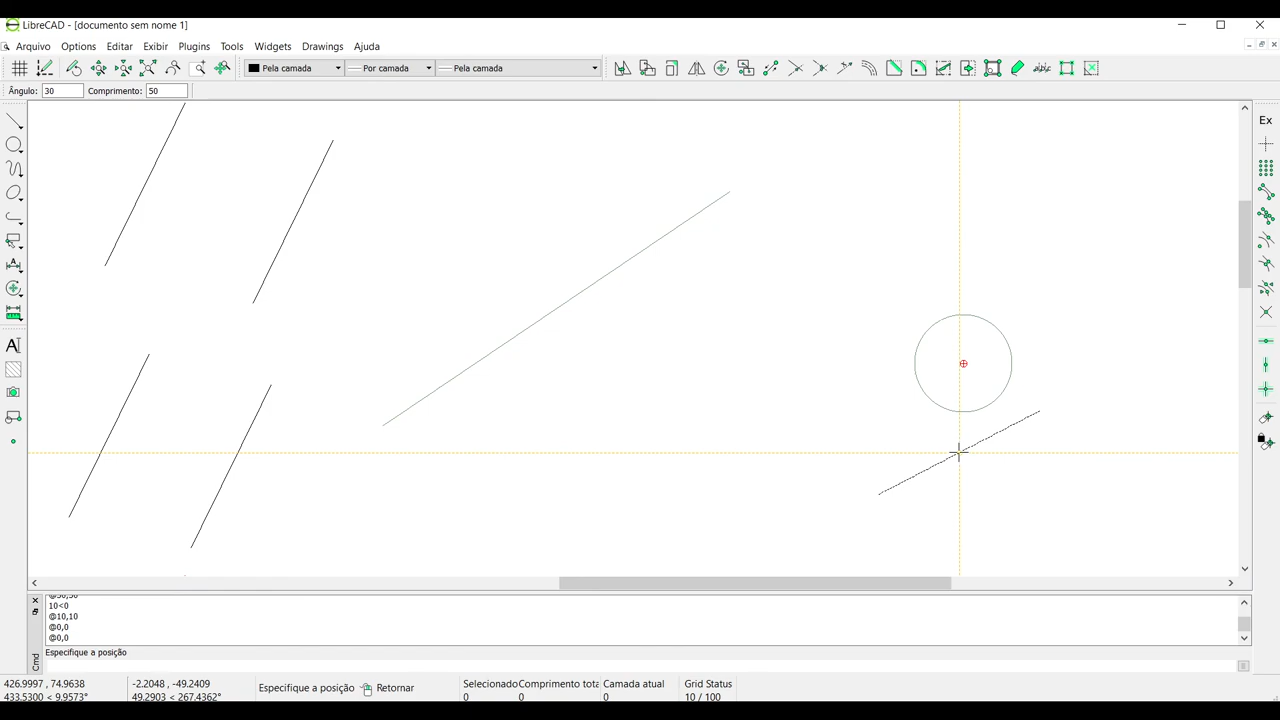 LibreCAD - [documento sem nome 1]
Arquivo Options Editar Exibir Plugins Tools Widgets Drawings Ajuda
Pela camada Por camada Pela camada
Ângulo: 30 Comprimento: 50
Ex
A
10<0
@10,10
@0,0
@0,0
Cmd
Especifique a posição
426.9997 , 74.9638
433.5300 < 9.9573°
-2.2048 , -49.2409
49.2903 < 267.4362°
Especifique a posição Retornar
Selecionado
0
Comprimento tota
0
Camada atual
0
Grid Status
10 / 100